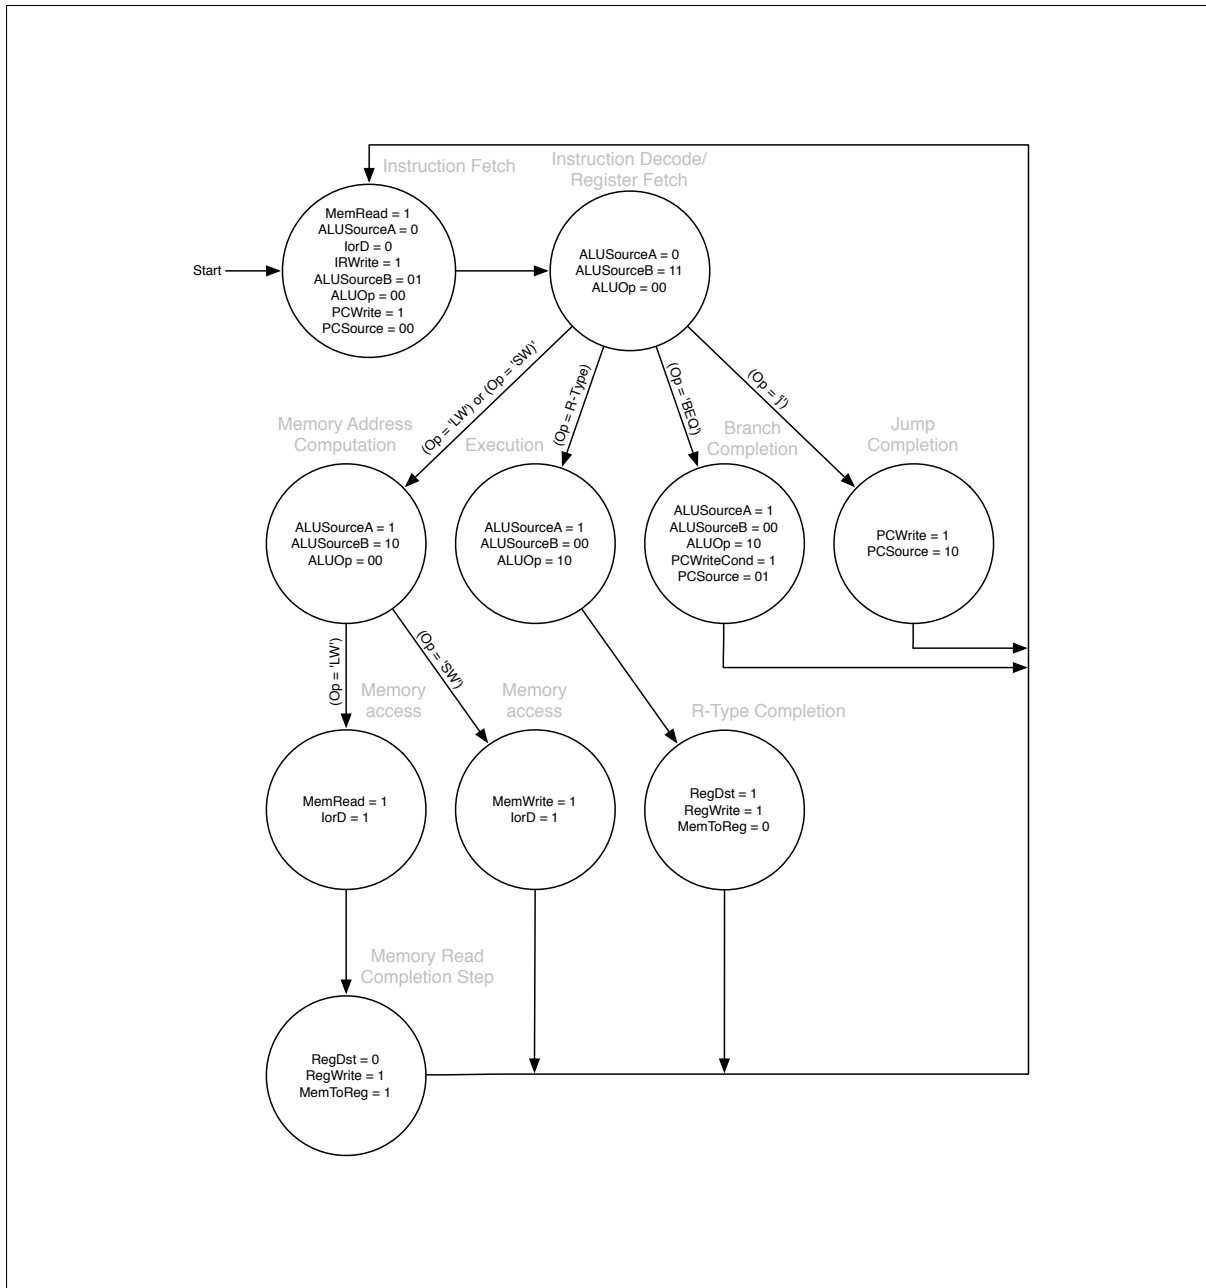 Instruction Fetch
Instruction Decode/
Register Fetch
MemRead = 1
ALUSourceA = 0
IorD = 0
IRWrite = 1
ALUSourceB = 01
ALUOp = 00
PCWrite = 1
PCSource = 00
Start
ALUSourceA = 0
ALUSourceB = 11
ALUOp = 00
(Op = 'LW') or (Op = 'SW)'
(Op = R-Type)
(Op = 'BEQ')
(Op = 'j')
Memory Address
Computation
Execution
Branch
Completion
Jump
Completion
ALUSourceA = 1
ALUSourceB = 10
ALUOp = 00
ALUSourceA = 1
ALUSourceB = 00
ALUOp = 10
ALUSourceA = 1
ALUSourceB = 00
ALUOp = 10
PCWriteCond = 1
PCSource = 01
PCWrite = 1
PCSource = 10
(Op = 'LW')
(Op = 'SW')
Memory
access
Memory
access
R-Type Completion
MemRead = 1
IorD = 1
MemWrite = 1
IorD = 1
RegDst = 1
RegWrite = 1
MemToReg = 0
Memory Read
Completion Step
RegDst = 0
RegWrite = 1
MemToReg = 1